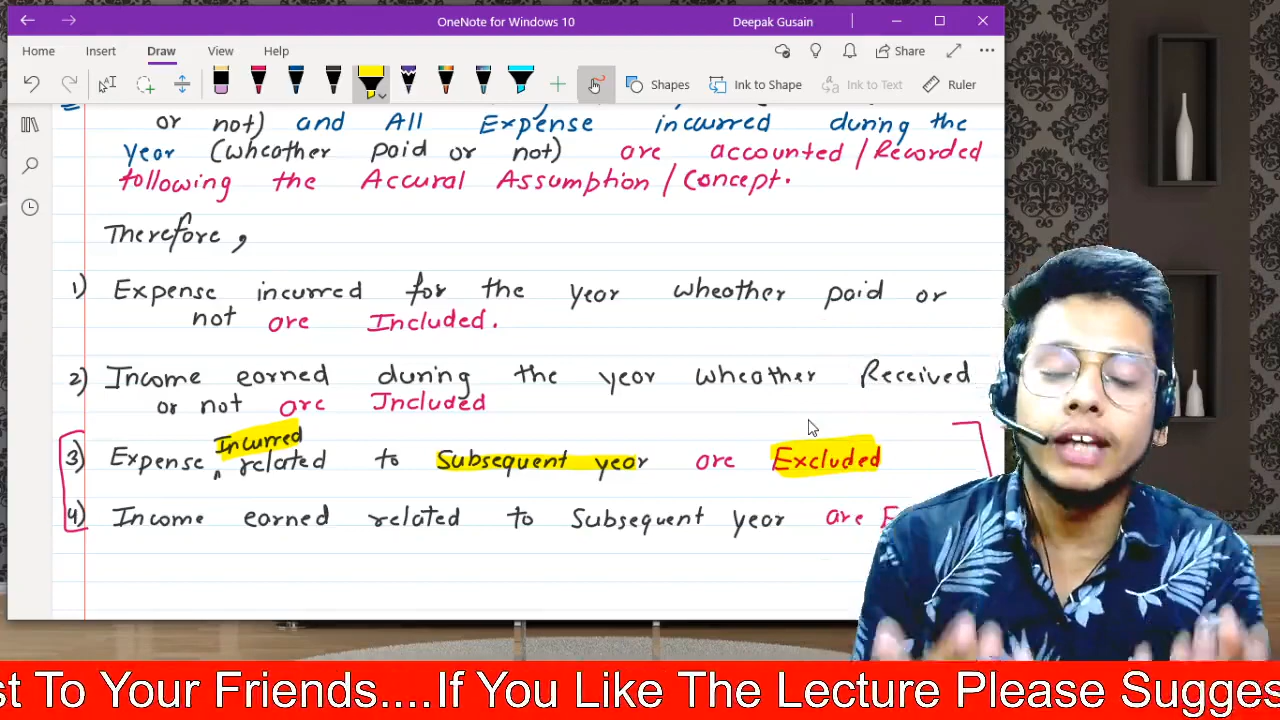 OneNote for Windows 10
Deepak Gusain
Home Insert Draw View Help
Share
Shapes
Ink to Shape
Ink to Text
Ruler
or not) and All Expense incurred during the
year (wheather paid or not) are accounted/Recorded
following the Accural Assumption/Concept.
Therefore,
1) Expense incurred for the year wheather paid or
not are Included.
2) Income earned during the year wheather Received
or not are Included
Incurred
3) Expense related to Subsequent year are Excluded
4) Income earned related to Subsequent year are
st To Your Friends....If You Like The Lecture Please Sugges